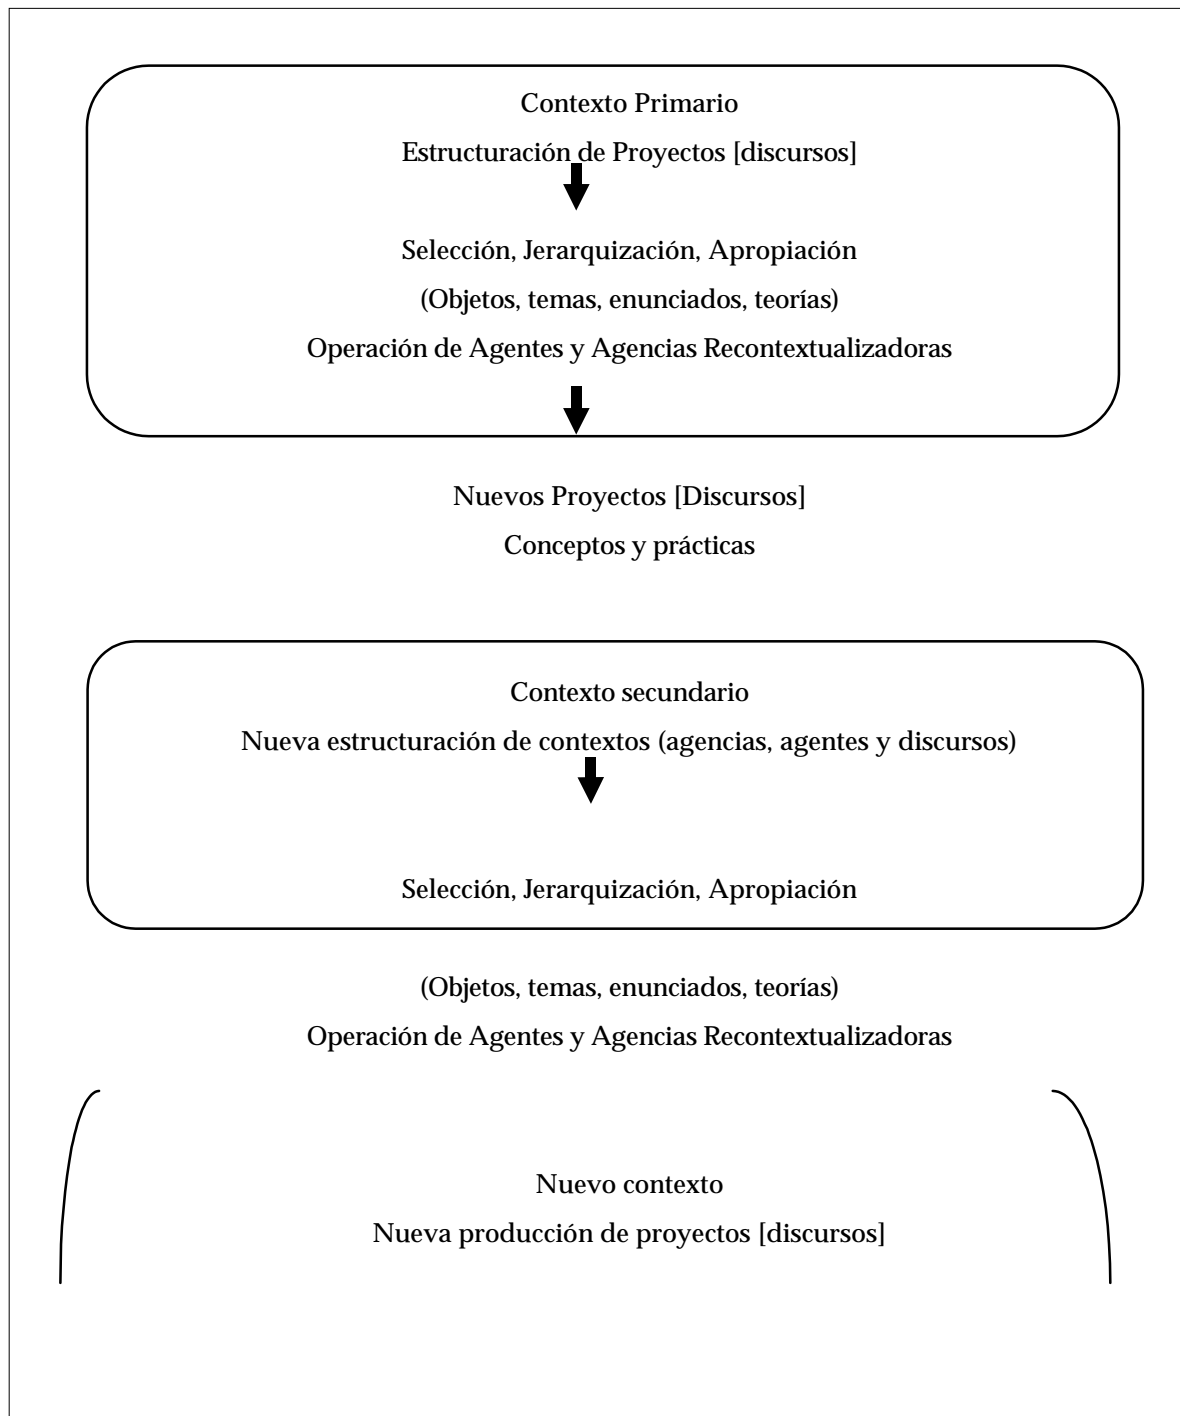 Contexto Primario
Estructuración de Proyectos [discursos]
Selección, Jerarquización, Apropiación
(Objetos, temas, enunciados, teorías)
Operación de Agentes y Agencias Recontextualizadoras
Nuevos Proyectos [Discursos]
Conceptos y prácticas
Contexto secundario
Nueva estructuración de contextos (agencias, agentes y discursos)
Selección, Jerarquización, Apropiación
(Objetos, temas, enunciados, teorías)
Operación de Agentes y Agencias Recontextualizadoras
Nuevo contexto
Nueva producción de proyectos [discursos]